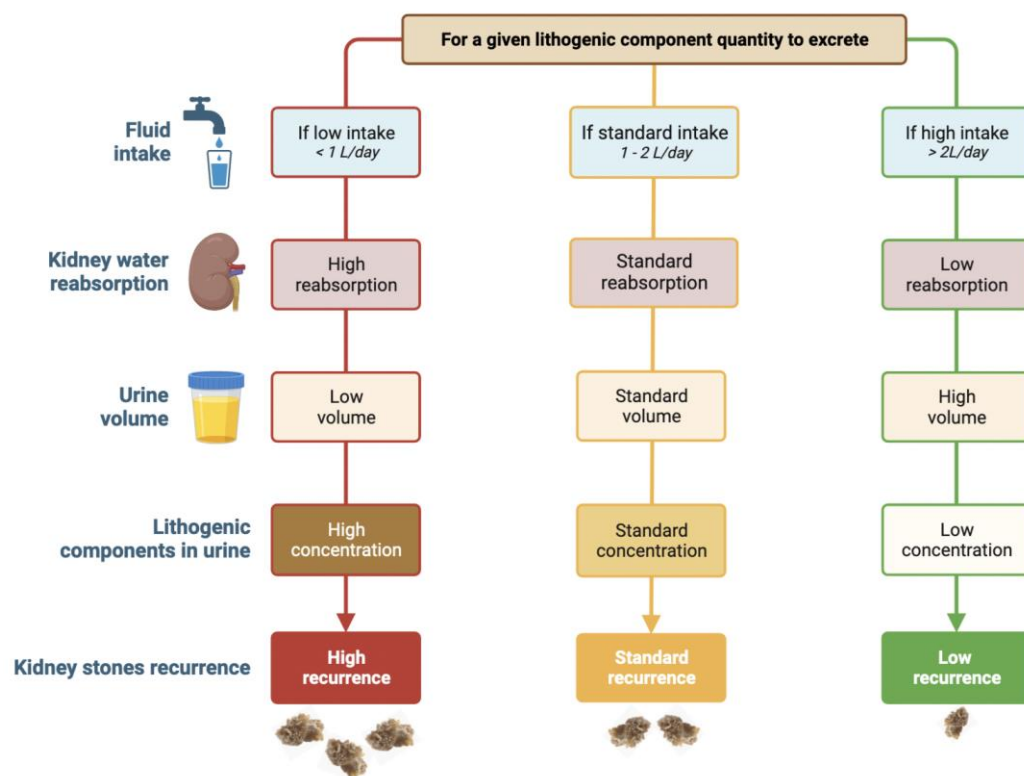 For a given lithogenic component quantity to excrete
Fluid
intake
If low intake
< 1 L/day
If standard intake
1 - 2 L/day
If high intake
> 2L/day
Kidney water
reabsorption
High
reabsorption
Standard
reabsorption
Low
reabsorption
Urine
volume
Low
volume
Standard
volume
High
volume
Lithogenic
components in urine
High
concentration
Standard
concentration
Low
concentration
Kidney stones recurrence
High
recurrence
Standard
recurrence
Low
recurrence